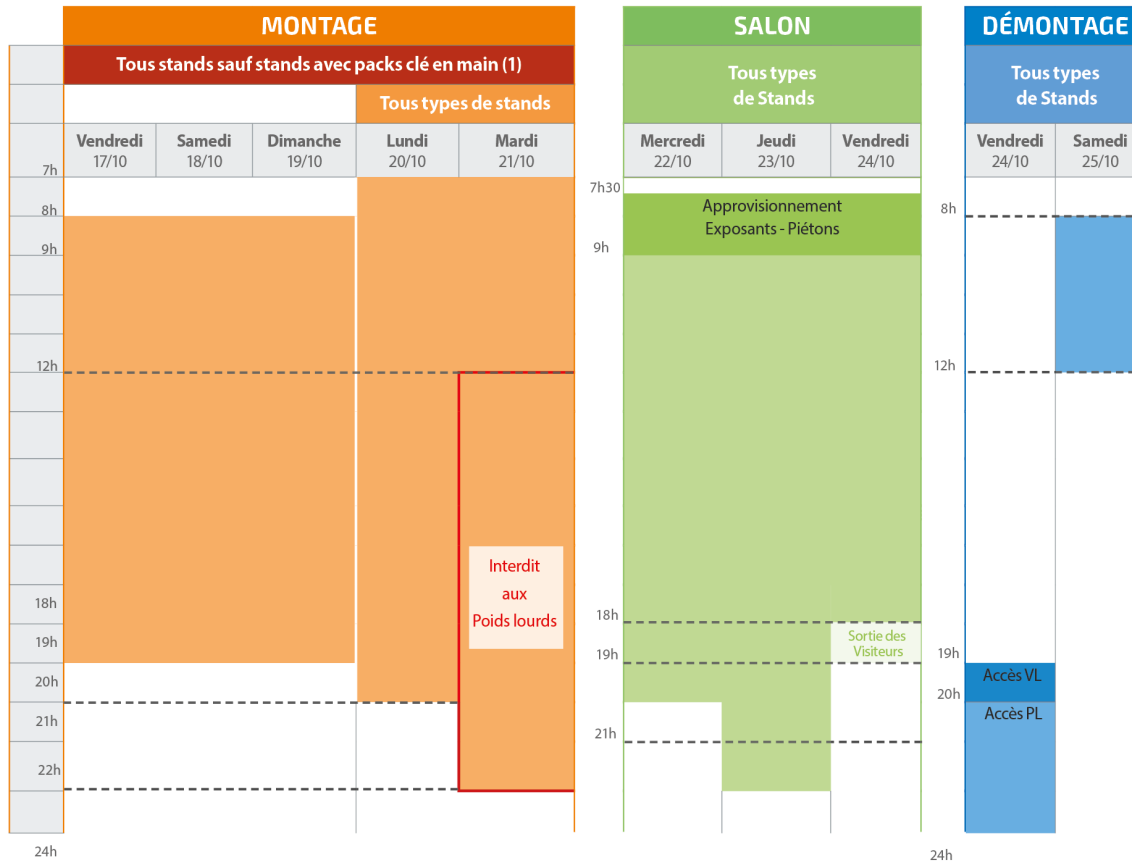 MONTAGE
Tous stands sauf stands avec packs clé en main (1)
Tous types de stands
Vendredi
17/10
Samedi
18/10
Dimanche
19/10
Lundi
20/10
Mardi
21/10
7h
8h
9h
12h
18h
19h
20h
21h
22h
24h
Interdit
aux
Poids lourds
SALON
Tous types
de Stands
Mercredi
22/10
Jeudi
23/10
Vendredi
24/10
7h30
Approvisionnement
Exposants - Piétons
9h
18h
Sortie des
Visiteurs
19h
21h
DÉMONTAGE
Tous types
de Stands
Vendredi
24/10
Samedi
25/10
8h
12h
19h
Accès VL
20h
Accès PL
24h